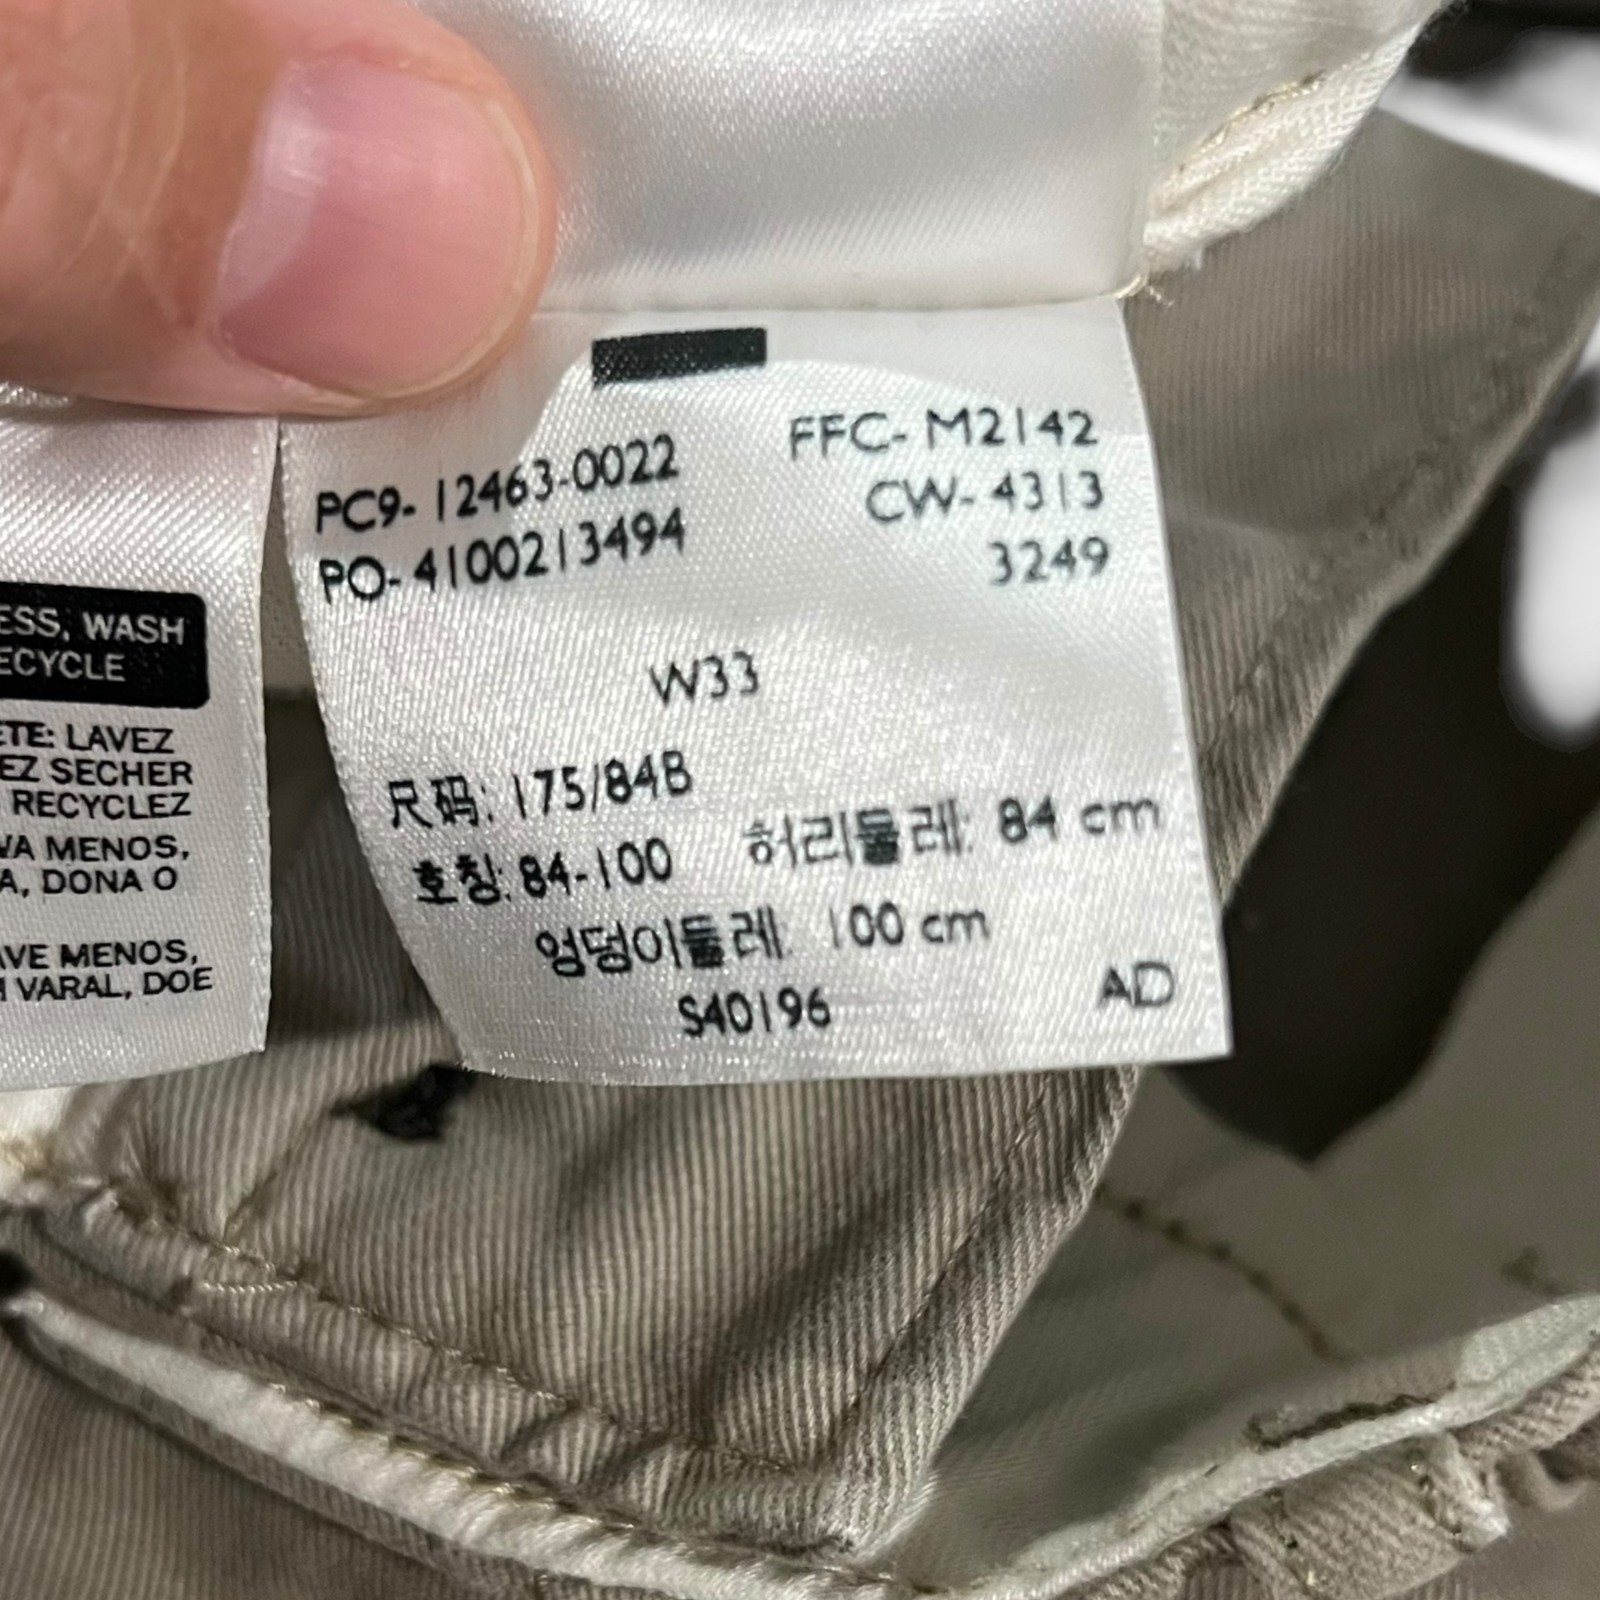 ESS, WASH
ECYCLE
ETE: LAVEZ
EZ SECHER
RECYCLEZ
VA MENOS,
A, DONA O
AVE MENOS,
M VARAL, DOE
PC9- 12463-0022
PO- 4100213494
FFC- M2142
CW- 4313
3249
W33
尺码: 175/84B
호칭: 84-100
허리둘레: 84 cm
엉덩이둘레: 100 cm
S40196
AD